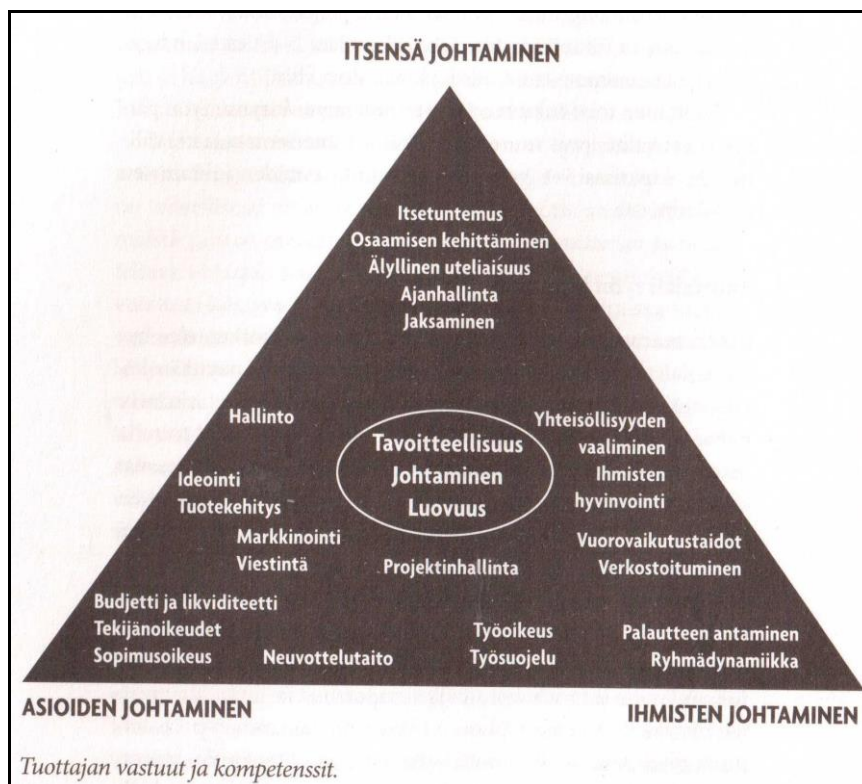 ITSENSÄ JOHTAMINEN
Itsetuntemus
Osaamisen kehittäminen
Älyllinen uteliaisuus
Ajanhallinta
Jaksaminen
Hallinto
Ideointi
Tuotekehitys
Markkinointi
Viestintä
Tavoitteellisuus
Johtaminen
Luovuus
Yhteisöllisyyden
vaaliminen
Ihmisten
hyvinvointi
Vuorovaikutustaidot
Verkostoituminen
Projektinhallinta
Budjetti ja likviditeetti
Tekijänoikeudet
Sopimusoikeus
Neuvottelutaito
Työoikeus
Työsuojelu
Palautteen antaminen
Ryhmädynamiikka
ASIOIDEN JOHTAMINEN
IHMISTEN JOHTAMINEN
Tuottajan vastuut ja kompetenssit.